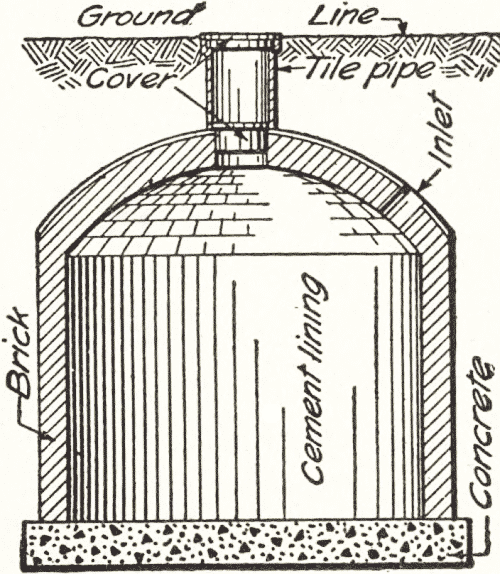 Ground Line
Cover
Tile pipe
Inlet
Brick
Cement lining
Concrete